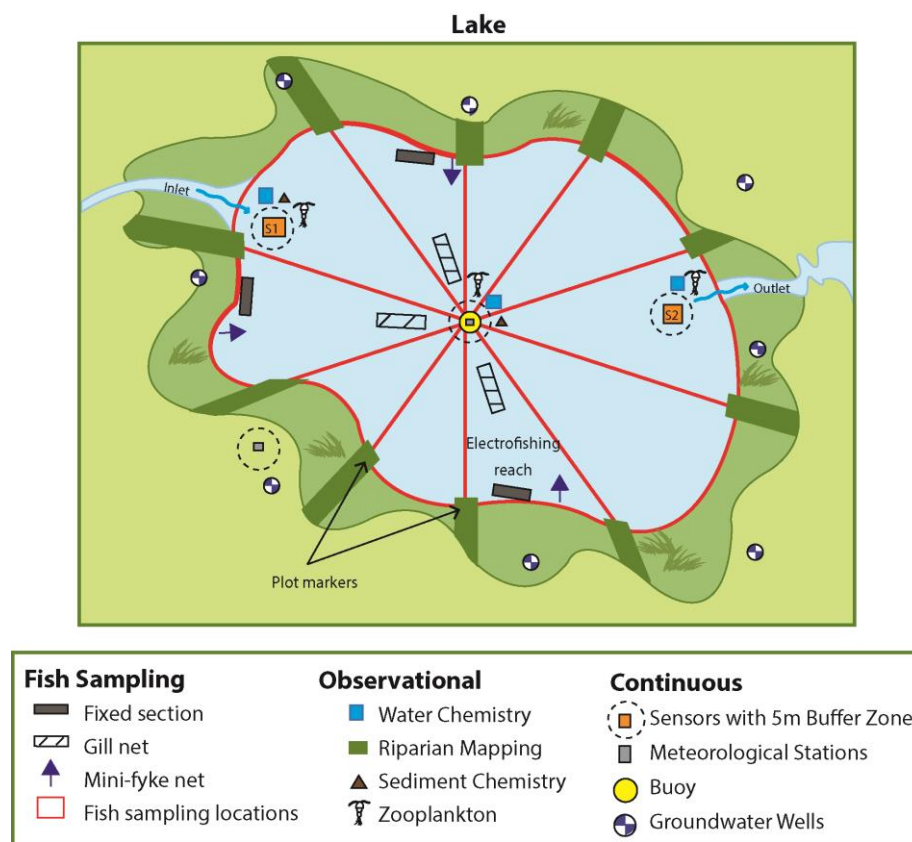 Lake
Inlet
S1
Outlet
S2
Electrofishing
reach
Plot markers
Fish Sampling
Fixed section
Gill net
Mini-fyke net
Fish sampling locations
Observational
Water Chemistry
Riparian Mapping
Sediment Chemistry
Zooplankton
Continuous
Sensors with 5m Buffer Zone
Meteorological Stations
Buoy
Groundwater Wells